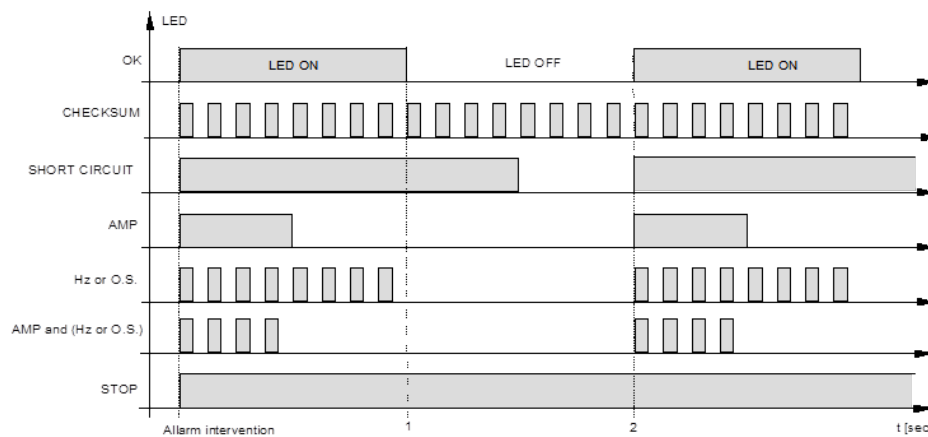 LED
OK
LED ON
LED OFF
LED ON
CHECKSUM
SHORT CIRCUIT
AMP
Hz or O.S.
AMP and (Hz or O.S.)
STOP
Allarm intervention
1
2
t [sec